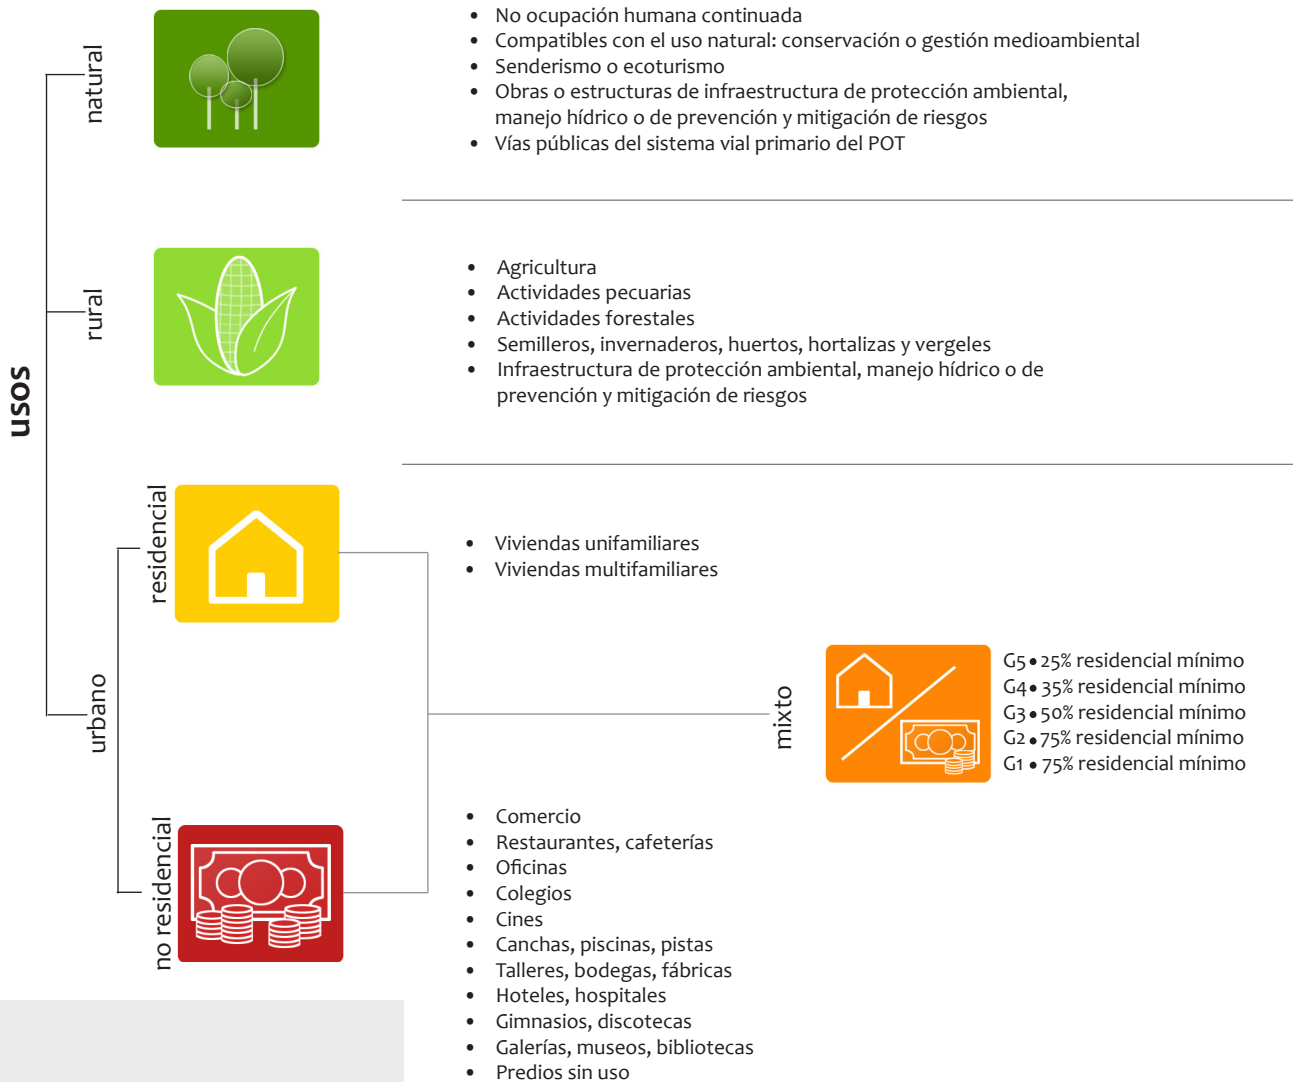 usos
natural
• No ocupación humana continuada
• Compatibles con el uso natural: conservación o gestión medioambiental
• Senderismo o ecoturismo
• Obras o estructuras de infraestructura de protección ambiental,
manejo hídrico o de prevención y mitigación de riesgos
• Vías públicas del sistema vial primario del POT
rural
• Agricultura
• Actividades pecuarias
• Actividades forestales
• Semilleros, invernaderos, huertos, hortalizas y vergeles
• Infraestructura de protección ambiental, manejo hídrico o de
prevención y mitigación de riesgos
urbano
residencial
• Viviendas unifamiliares
• Viviendas multifamiliares
mixto
G5 • 25% residencial mínimo
G4 • 35% residencial mínimo
G3 • 50% residencial mínimo
G2 • 75% residencial mínimo
G1 • 75% residencial mínimo
no residencial
• Comercio
• Restaurantes, cafeterías
• Oficinas
• Colegios
• Cines
• Canchas, piscinas, pistas
• Talleres, bodegas, fábricas
• Hoteles, hospitales
• Gimnasios, discotecas
• Galerías, museos, bibliotecas
• Predios sin uso